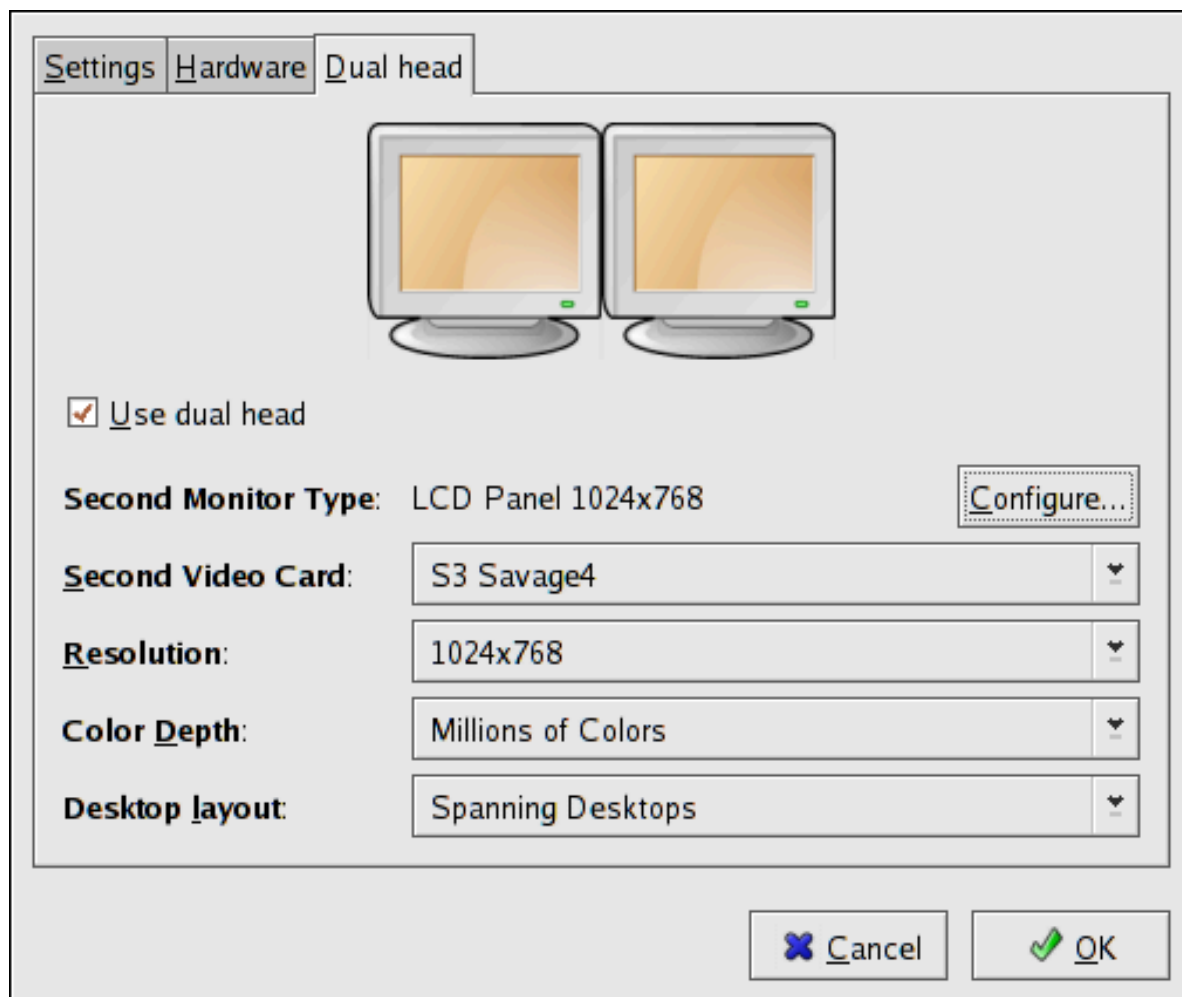 Settings Hardware Dual head
Use dual head
Second Monitor Type: LCD Panel 1024x768 Configure...
Second Video Card: S3 Savage4
Resolution: 1024x768
Color Depth: Millions of Colors
Desktop layout: Spanning Desktops
Cancel OK